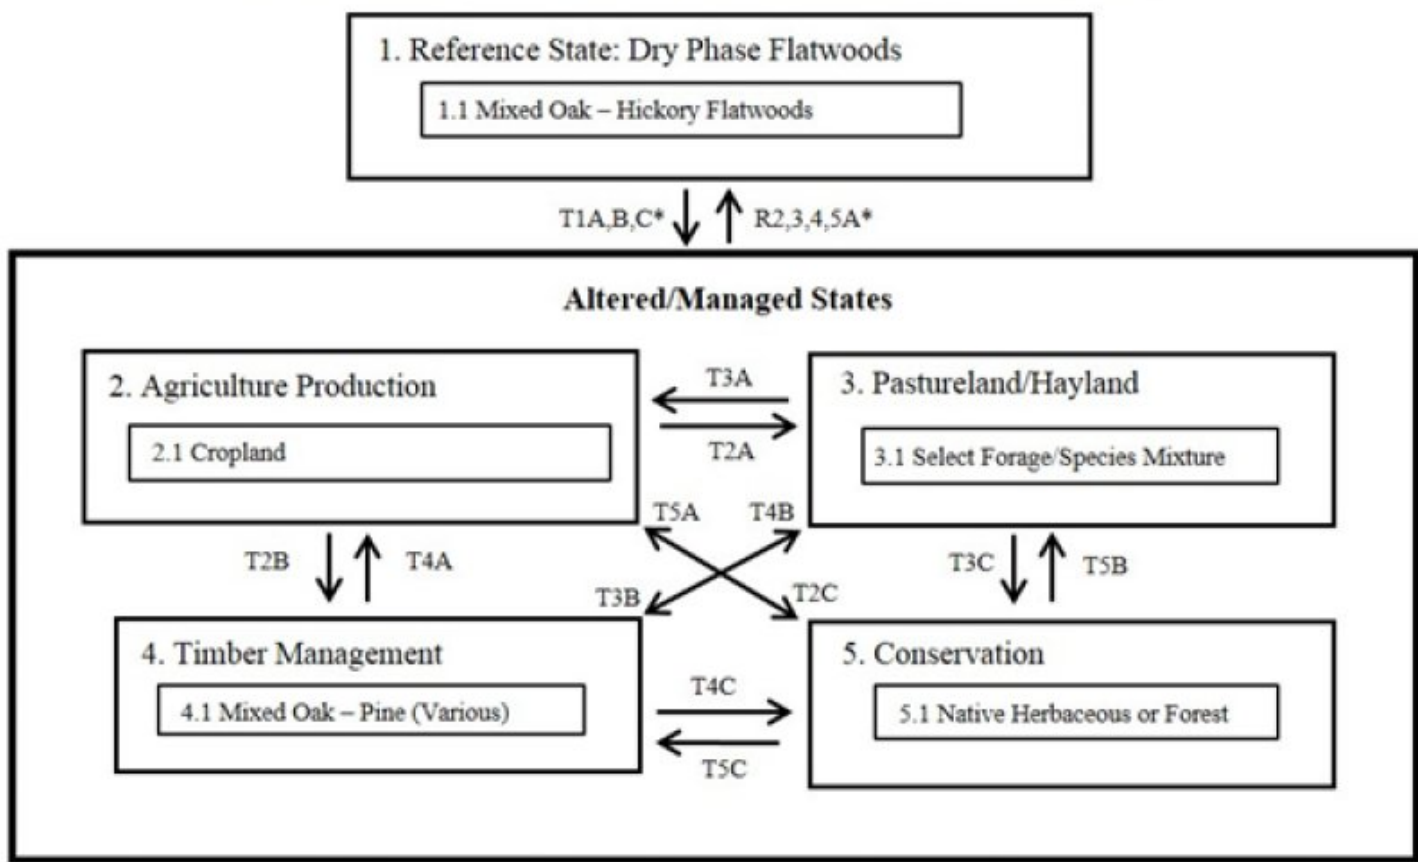 1. Reference State: Dry Phase Flatwoods
1.1 Mixed Oak – Hickory Flatwoods
T1A,B,C*
R2,3,4,5A*
Altered/Managed States
2. Agriculture Production
2.1 Cropland
T3A
T2A
3. Pastureland/Hayland
3.1 Select Forage/Species Mixture
T5A
T4B
T2B
T4A
T3C
T5B
T3B
T2C
4. Timber Management
4.1 Mixed Oak – Pine (Various)
T4C
T5C
5. Conservation
5.1 Native Herbaceous or Forest